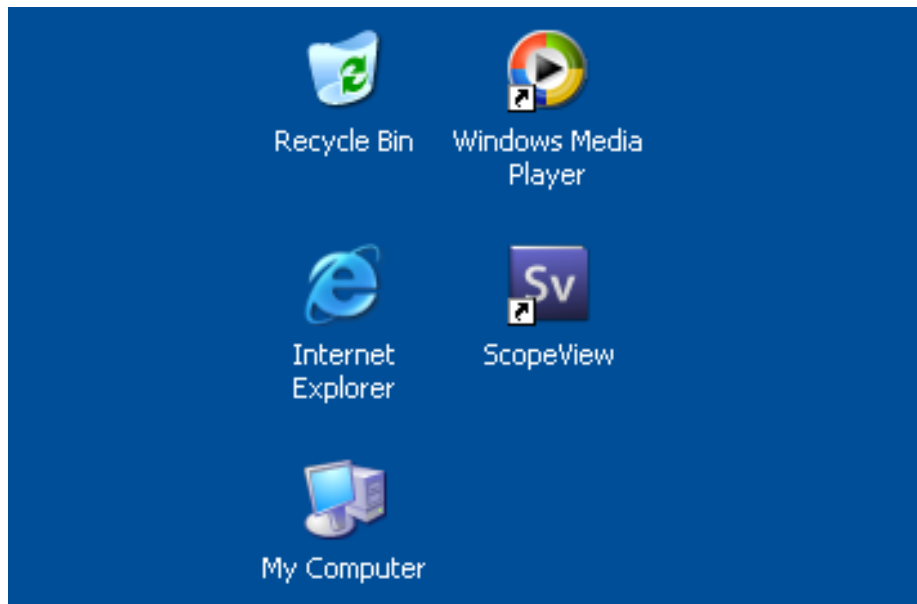 Recycle Bin
Windows Media
Player
Internet
Explorer
Sv
ScopeView
My Computer